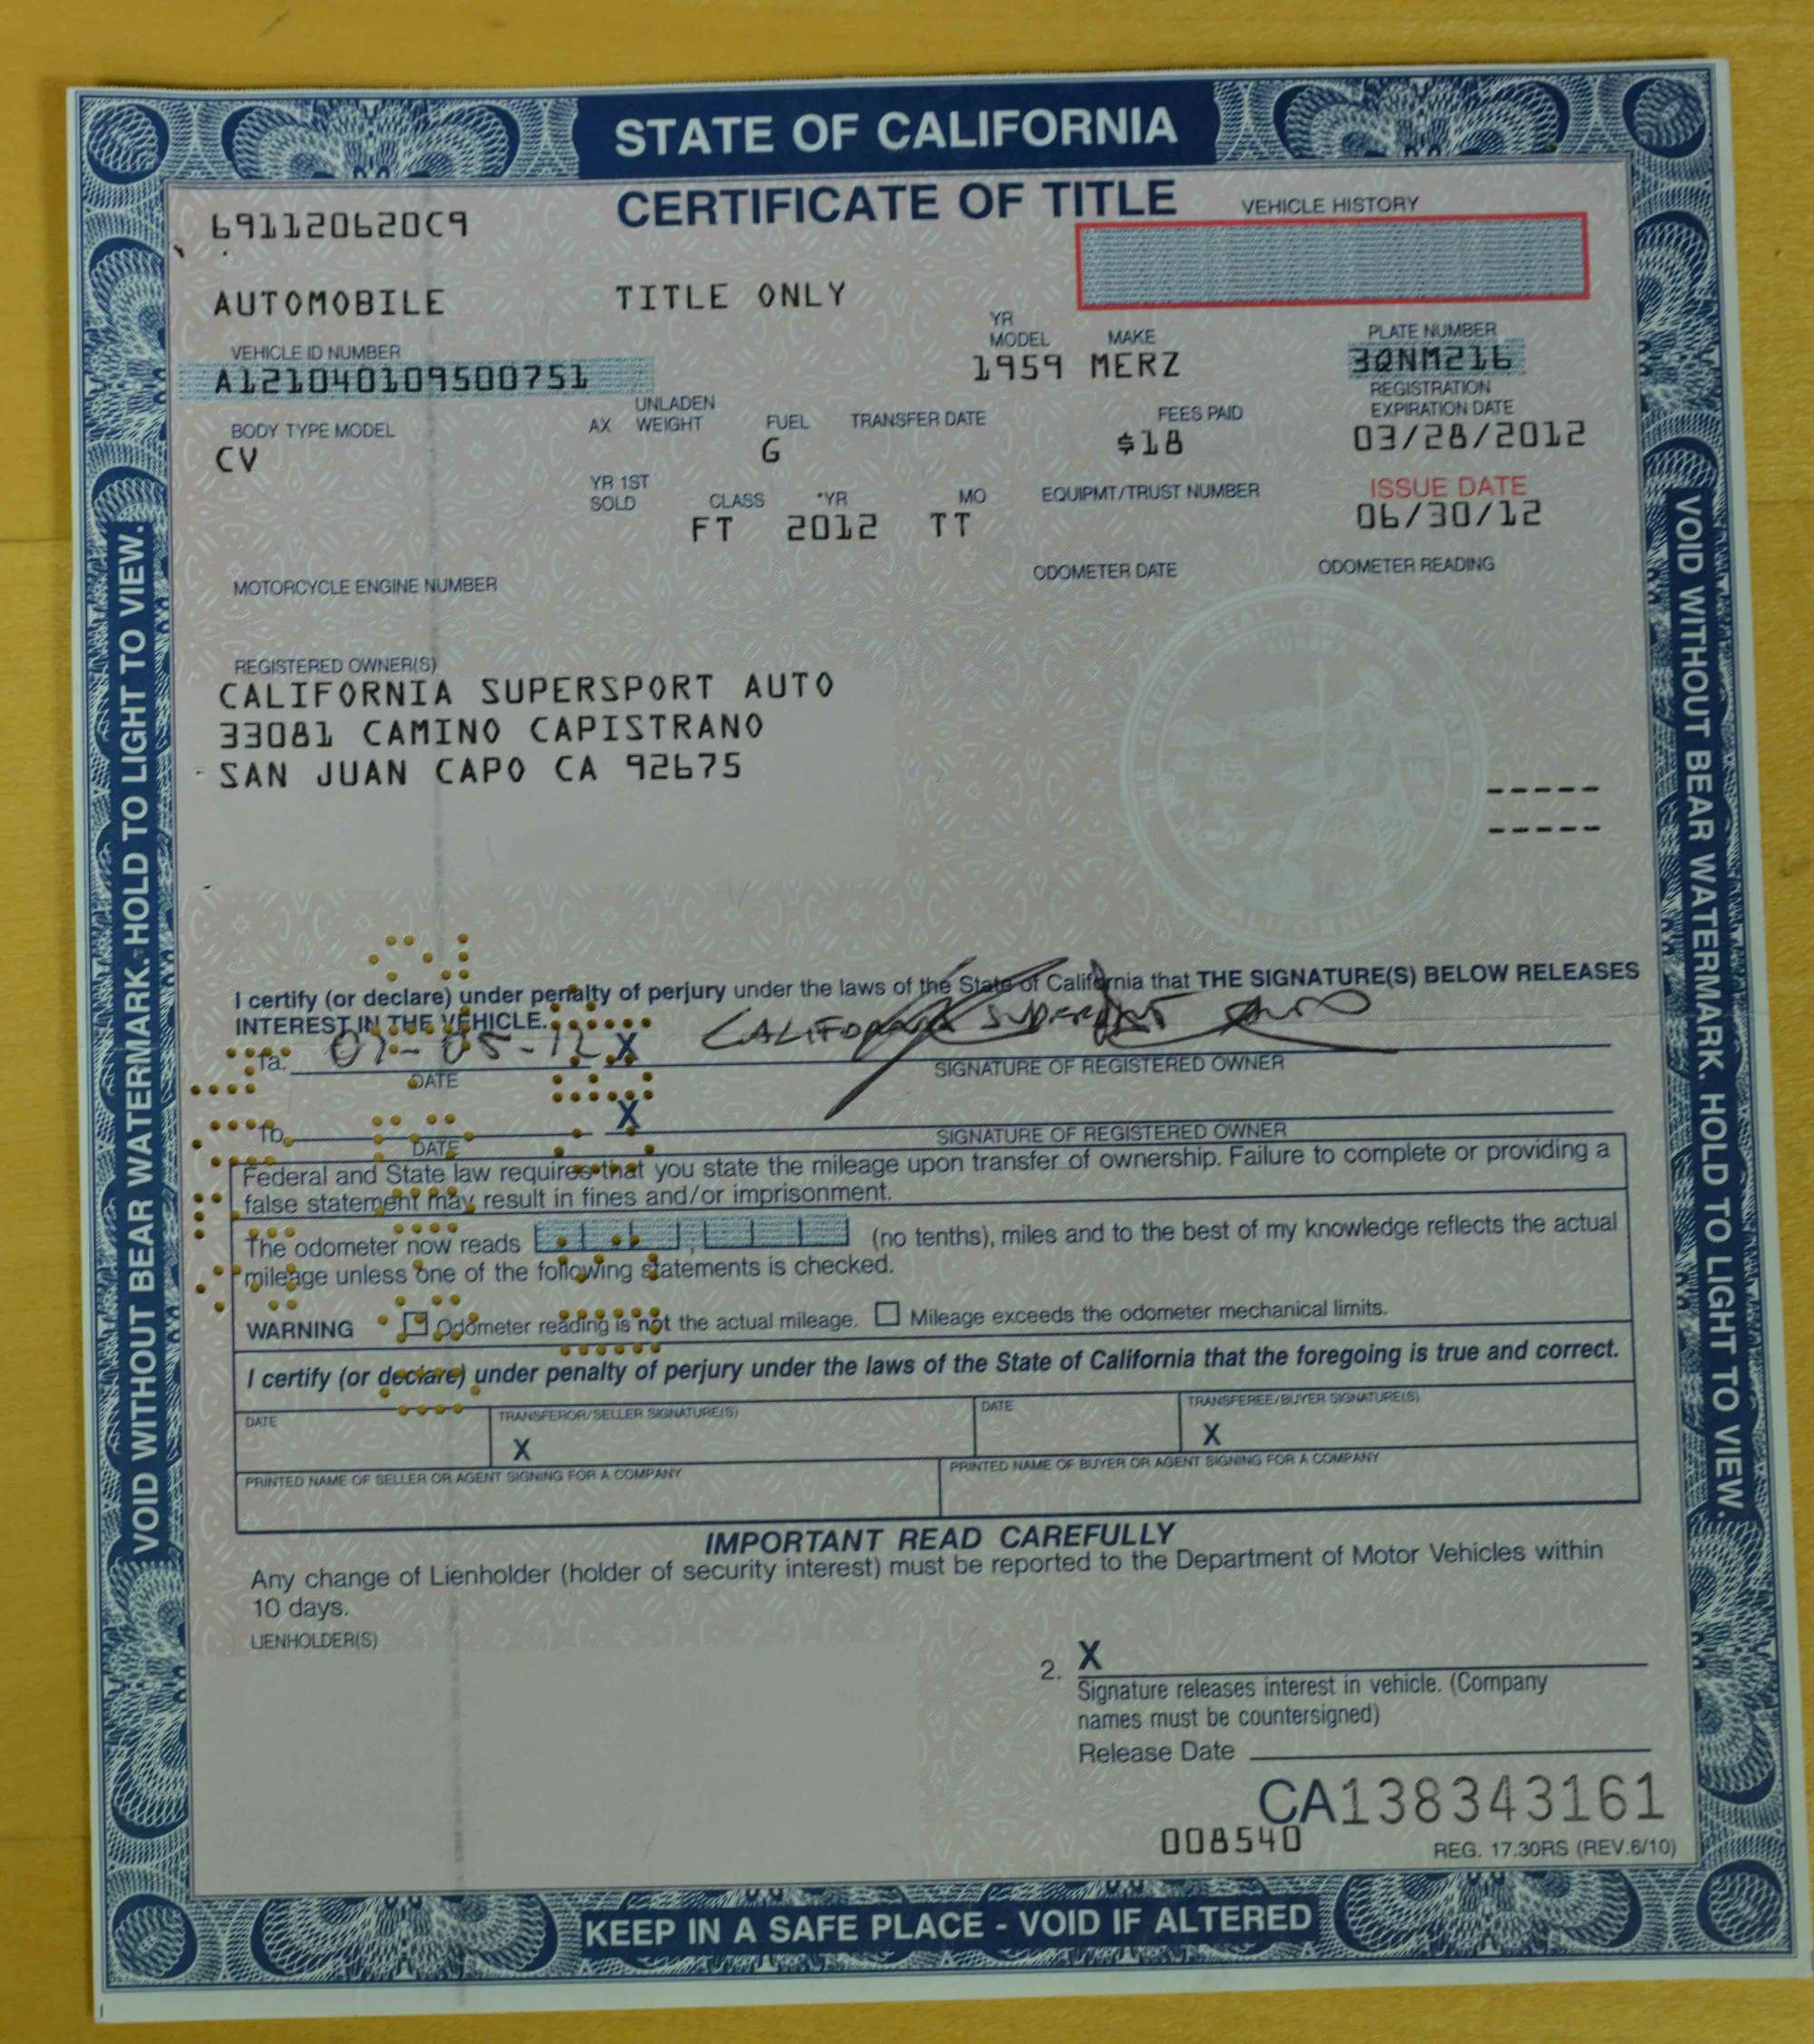 STATE OF CALIFORNIA
CERTIFICATE OF TITLE
VEHICLE HISTORY
691120620C9
AUTOMOBILE TITLE ONLY
VEHICLE ID NUMBER YR MODEL MAKE PLATE NUMBER
A121040109500751 1959 MERZ 3QNM216
BODY TYPE MODEL AX UNLADEN WEIGHT FUEL TRANSFER DATE FEES PAID REGISTRATION EXPIRATION DATE
CV G $18 03/28/2012
YR 1ST SOLD CLASS *YR MO EQUIPMT/TRUST NUMBER ISSUE DATE
FT 2012 TT 06/30/12
MOTORCYCLE ENGINE NUMBER ODOMETER DATE ODOMETER READING
REGISTERED OWNER(S)
CALIFORNIA SUPERSPORT AUTO
33081 CAMINO CAPISTRANO
SAN JUAN CAPO CA 92675
-----
-----
I certify (or declare) under penalty of perjury under the laws of the State of California that THE SIGNATURE(S) BELOW RELEASES
INTEREST IN THE VEHICLE.
1a. 07-05-12 X CALIFORNIA SUPERSPORT AUTO
DATE SIGNATURE OF REGISTERED OWNER
1b. X
DATE SIGNATURE OF REGISTERED OWNER
Federal and State law requires that you state the mileage upon transfer of ownership. Failure to complete or providing a
false statement may result in fines and/or imprisonment.
The odometer now reads (no tenths), miles and to the best of my knowledge reflects the actual
mileage unless one of the following statements is checked.
WARNING Odometer reading is not the actual mileage. Mileage exceeds the odometer mechanical limits.
I certify (or declare) under penalty of perjury under the laws of the State of California that the foregoing is true and correct.
DATE TRANSFEROR/SELLER SIGNATURE(S) DATE TRANSFEREE/BUYER SIGNATURE(S)
X X
PRINTED NAME OF SELLER OR AGENT SIGNING FOR A COMPANY PRINTED NAME OF BUYER OR AGENT SIGNING FOR A COMPANY
IMPORTANT READ CAREFULLY
Any change of Lienholder (holder of security interest) must be reported to the Department of Motor Vehicles within
10 days.
LIENHOLDER(S)
2. X
Signature releases interest in vehicle. (Company
names must be countersigned)
Release Date
CA138343161
008540
REG. 17.30RS (REV.6/10)
KEEP IN A SAFE PLACE - VOID IF ALTERED
VOID WITHOUT BEAR WATERMARK. HOLD TO LIGHT TO VIEW.
VOID WITHOUT BEAR WATERMARK. HOLD TO LIGHT TO VIEW.